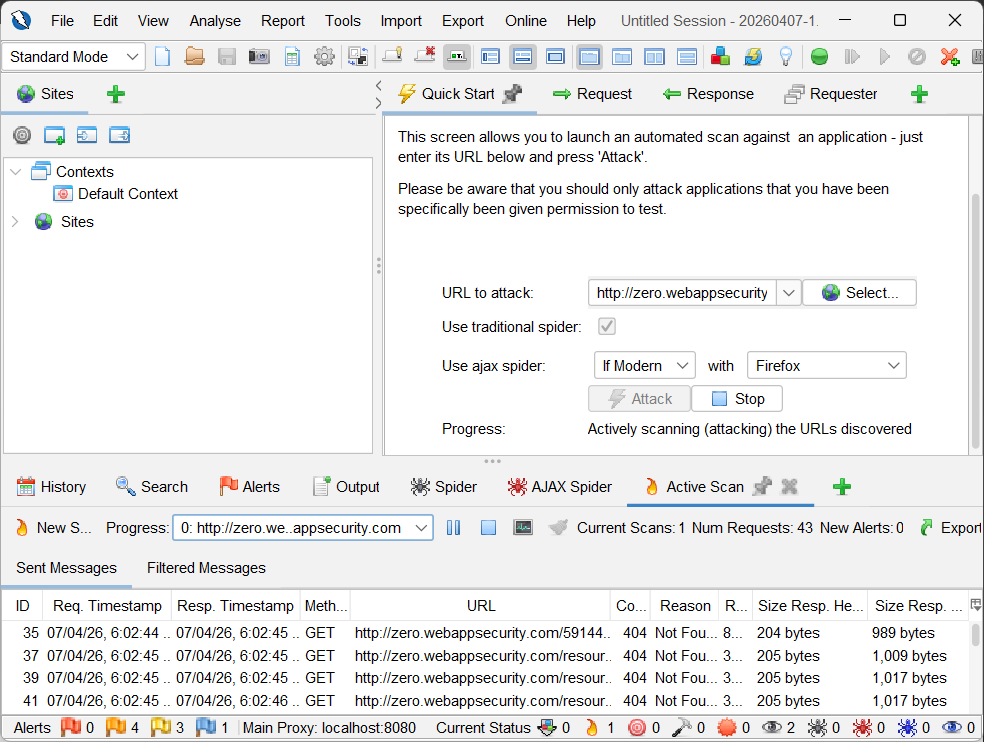 File Edit View Analyse Report Tools Import Export Online Help Untitled Session - 20260407-1
Standard Mode
Sites
Quick Start Request Response Requester
This screen allows you to launch an automated scan against an application - just
enter its URL below and press 'Attack'.
Please be aware that you should only attack applications that you have been
specifically been given permission to test.
Contexts
Default Context
Sites
URL to attack: http://zero.webappsecurity Select...
Use traditional spider:
Use ajax spider: If Modern with Firefox
Attack Stop
Progress: Actively scanning (attacking) the URLs discovered
History Search Alerts Output Spider AJAX Spider Active Scan
New S... Progress: 0: http://zero.we..appsecurity.com Current Scans: 1 Num Requests: 43 New Alerts: 0 Export
Sent Messages Filtered Messages
ID Req. Timestamp Resp. Timestamp Meth... URL Co... Reason R... Size Resp. He... Size Resp. ...
35 07/04/26, 6:02:44 .. 07/04/26, 6:02:45 .. GET http://zero.webappsecurity.com/59144.. 404 Not Fou... 8... 204 bytes 989 bytes
37 07/04/26, 6:02:45 .. 07/04/26, 6:02:45 .. GET http://zero.webappsecurity.com/resour.. 404 Not Fou... 3... 205 bytes 1,009 bytes
39 07/04/26, 6:02:45 .. 07/04/26, 6:02:45 .. GET http://zero.webappsecurity.com/resour.. 404 Not Fou... 3... 205 bytes 1,017 bytes
41 07/04/26, 6:02:45 .. 07/04/26, 6:02:46 .. GET http://zero.webappsecurity.com/resour.. 404 Not Fou... 3... 205 bytes 1,017 bytes
Alerts 0 4 3 1 Main Proxy: localhost:8080 Current Status 0 1 0 0 0 2 0 0 0 0